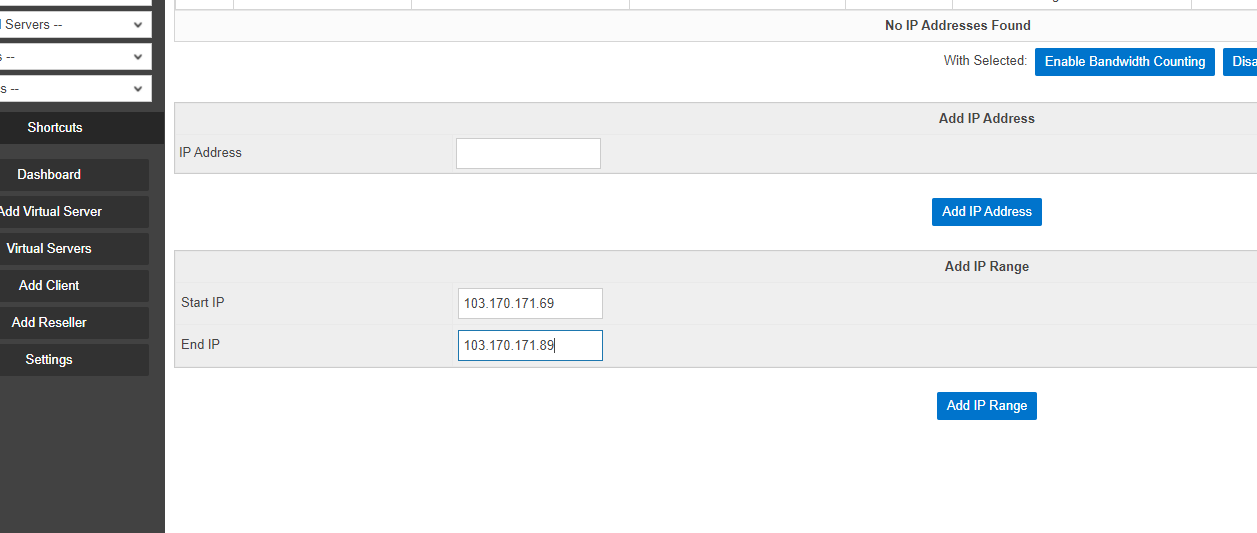 Servers --
s --
s --
Shortcuts
Dashboard
Add Virtual Server
Virtual Servers
Add Client
Add Reseller
Settings
No IP Addresses Found
With Selected: Enable Bandwidth Counting Disa
Add IP Address
IP Address
Add IP Address
Add IP Range
Start IP 103.170.171.69
End IP 103.170.171.89
Add IP Range